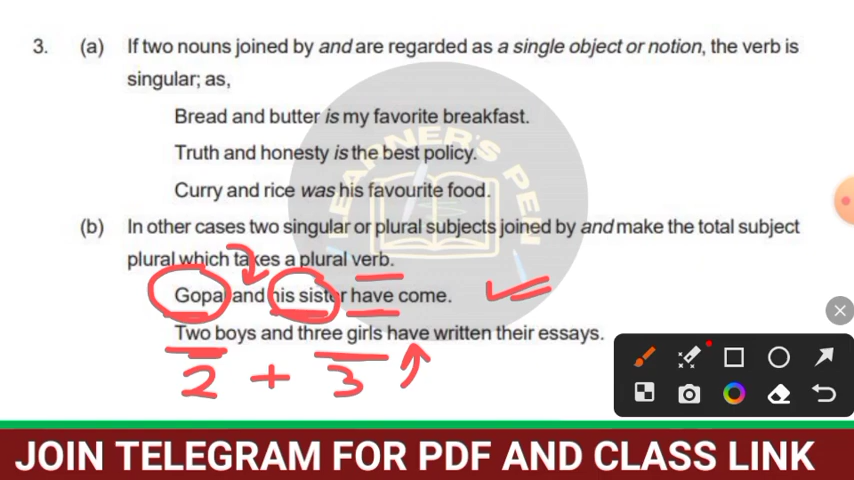 3. (a) If two nouns joined by and are regarded as a single object or notion, the verb is
singular; as,
Bread and butter is my favorite breakfast.
Truth and honesty is the best policy.
Curry and rice was his favourite food.
(b) In other cases two singular or plural subjects joined by and make the total subject
plural which takes a plural verb.
Gopal and his sister have come.
Two boys and three girls have written their essays.
2 + 3
LEARNER'S PEN
JOIN TELEGRAM FOR PDF AND CLASS LINK